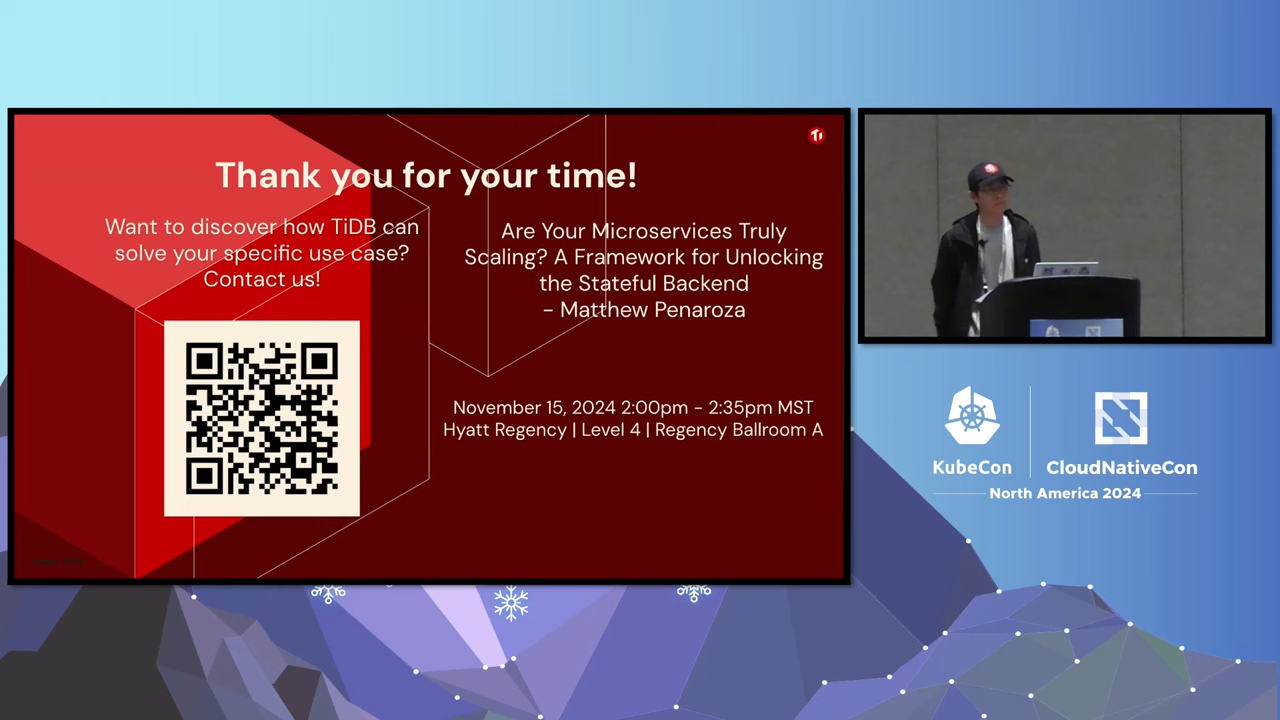 Thank you for your time!
Want to discover how TiDB can
solve your specific use case?
Contact us!
Are Your Microservices Truly
Scaling? A Framework for Unlocking
the Stateful Backend
- Matthew Penaroza
November 15, 2024 2:00pm - 2:35pm MST
Hyatt Regency | Level 4 | Regency Ballroom A
KubeCon
CloudNativeCon
North America 2024